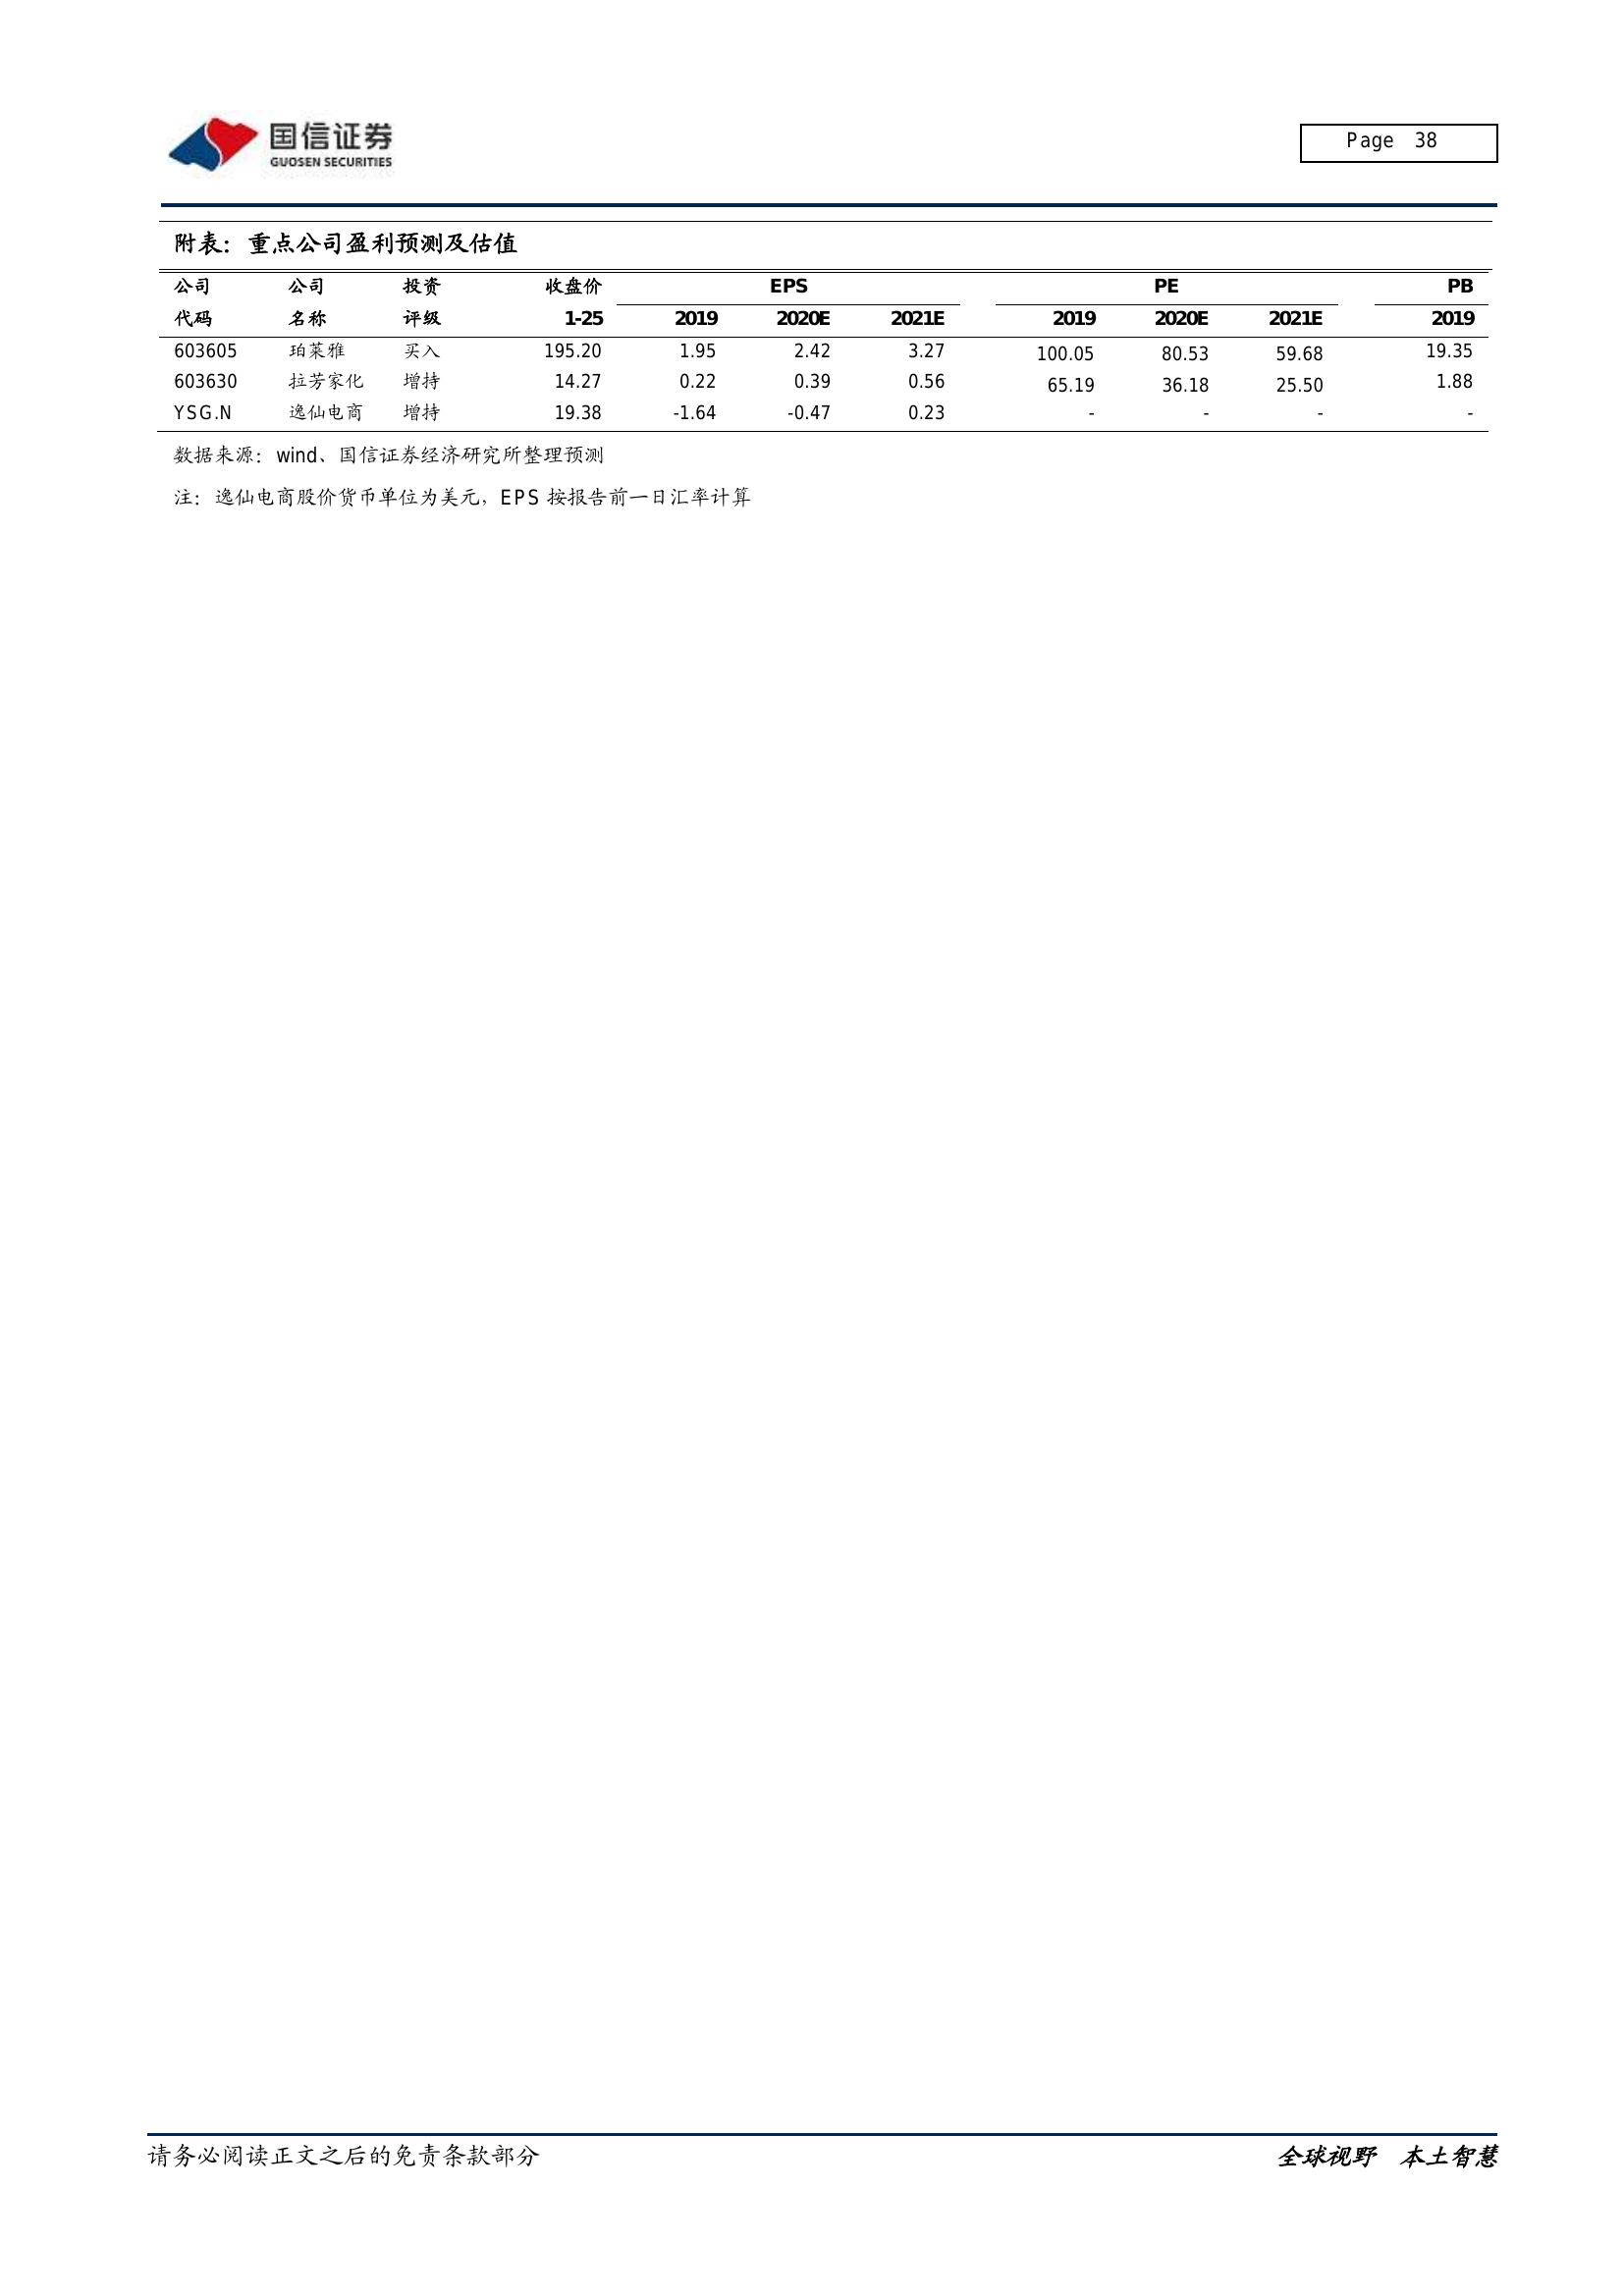 国信证券
GUOSEN SECURITIES
Page 38
附表：重点公司盈利预测及估值
公司 公司 投资 收盘价 EPS PE PB
代码 名称 评级 1-25 2019 2020E 2021E 2019 2020E 2021E 2019
603605 珀莱雅 买入 195.20 1.95 2.42 3.27 100.05 80.53 59.68 19.35
603630 拉芳家化 增持 14.27 0.22 0.39 0.56 65.19 36.18 25.50 1.88
YSG.N 逸仙电商 增持 19.38 -1.64 -0.47 0.23 - - - -
数据来源：wind、国信证券经济研究所整理预测
注：逸仙电商股价货币单位为美元，EPS 按报告前一日汇率计算
请务必阅读正文之后的免责条款部分 全球视野 本土智慧